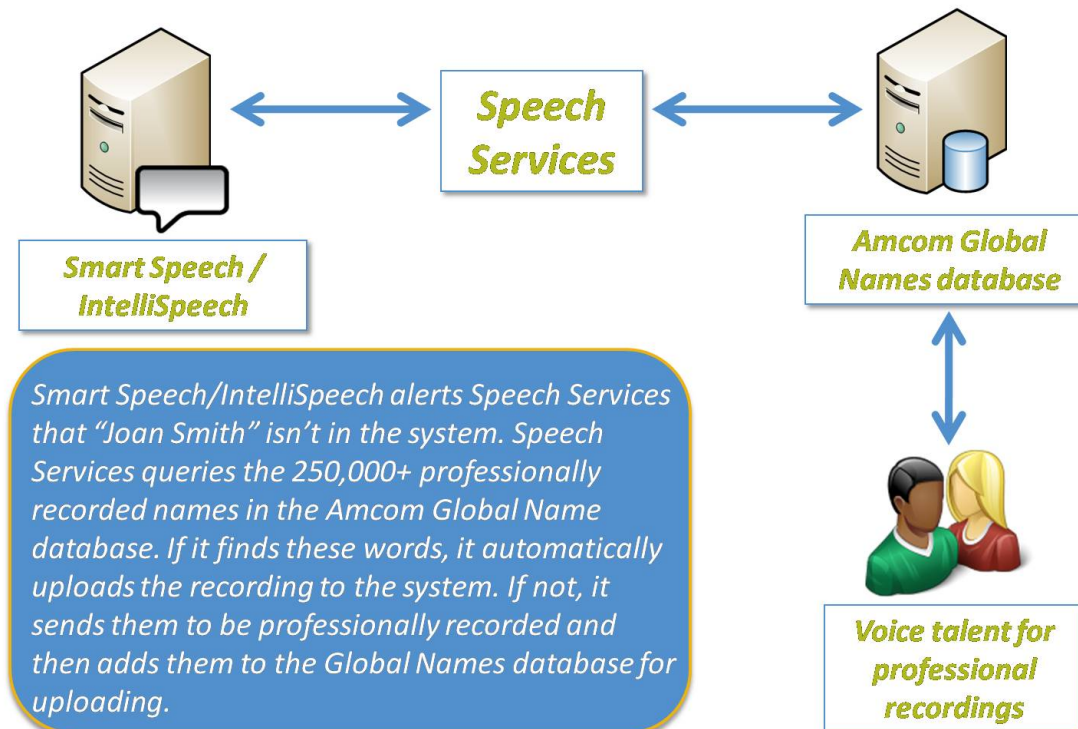 Speech
Services
Smart Speech /
IntelliSpeech
Amcom Global
Names database
Smart Speech/IntelliSpeech alerts Speech Services
that “Joan Smith” isn’t in the system. Speech
Services queries the 250,000+ professionally
recorded names in the Amcom Global Name
database. If it finds these words, it automatically
uploads the recording to the system. If not, it
sends them to be professionally recorded and
then adds them to the Global Names database for
uploading.
Voice talent for
professional
recordings